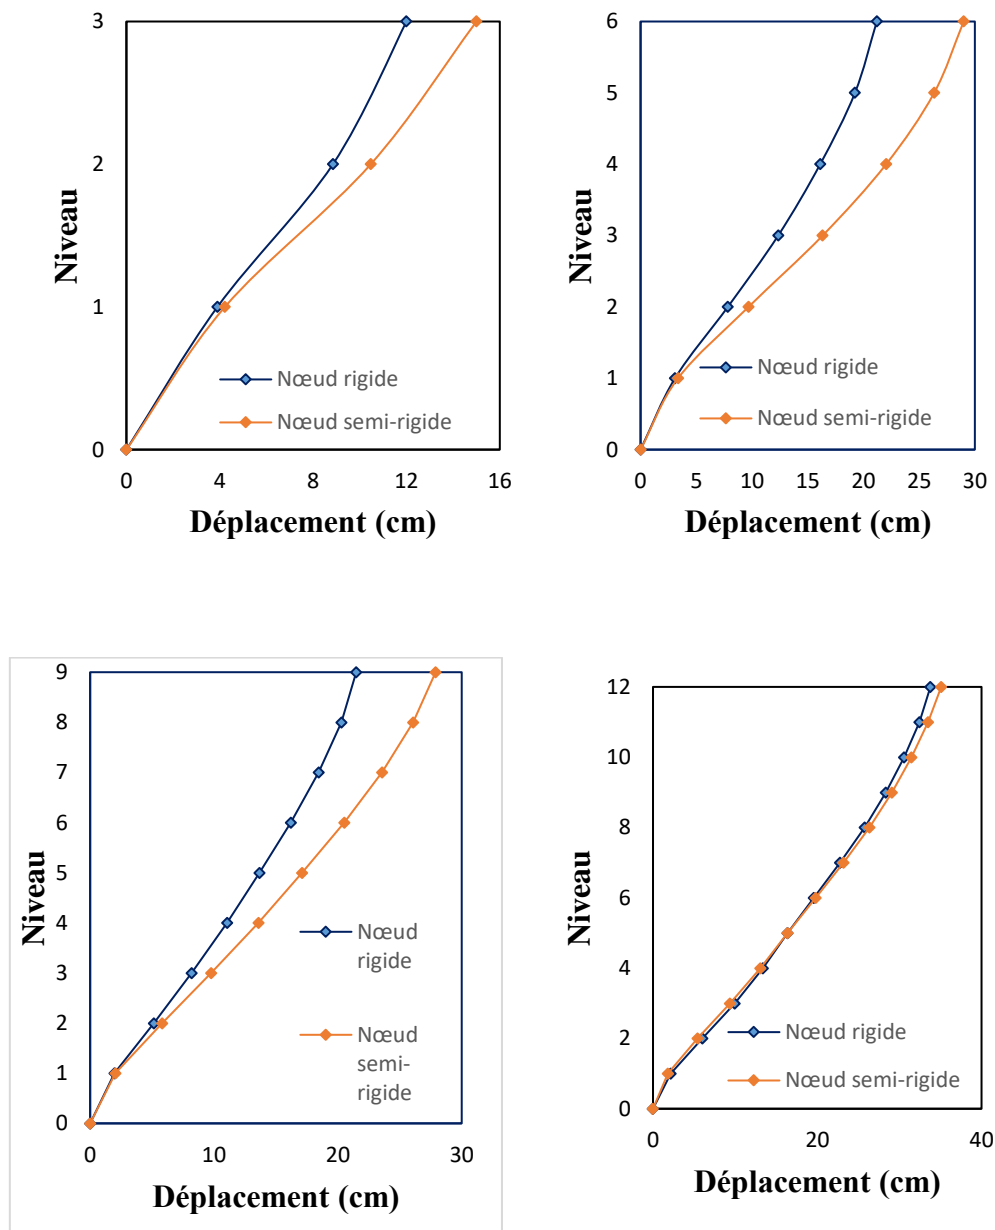 3
2
1
0
Niveau
Nœud rigide
Nœud semi-rigide
0 4 8 12 16
Déplacement (cm)
6
5
4
3
2
1
0
Niveau
Nœud rigide
Nœud semi-rigide
0 5 10 15 20 25 30
Déplacement (cm)
9
8
7
6
5
4
3
2
1
0
Niveau
Nœud
rigide
Nœud
semi-
rigide
0 10 20 30
Déplacement (cm)
12
10
8
6
4
2
0
Niveau
Nœud rigide
Nœud semi-rigide
0 20 40
Déplacement (cm)